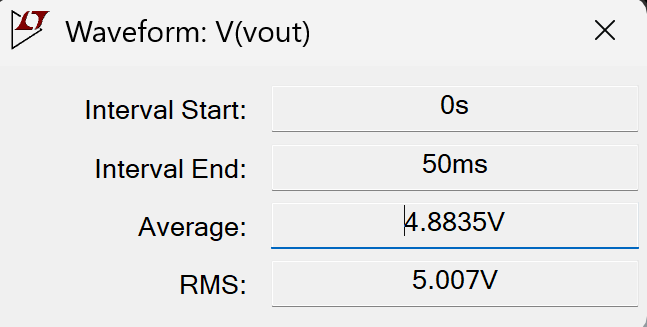 Waveform: V(vout)
Interval Start: 0s
Interval End: 50ms
Average: 4.8835V
RMS: 5.007V